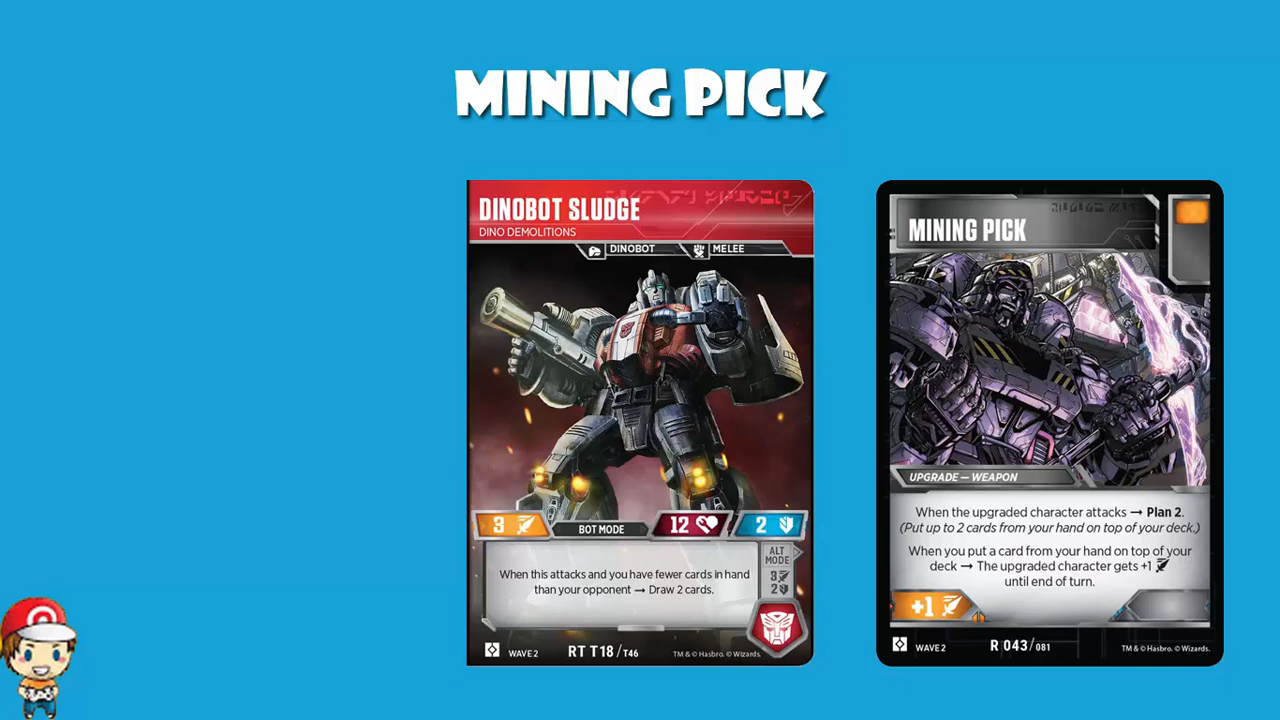 MINING PICK
DINOBOT SLUDGE
DINO DEMOLITIONS
DINOBOT
MELEE
3
BOT MODE
12
2
When this attacks and you have fewer cards in hand
than your opponent → Draw 2 cards.
ALT
MODE
3
2
WAVE 2
RT T18/T46
TM & © Hasbro. © Wizards.
MINING PICK
UPGRADE — WEAPON
When the upgraded character attacks → Plan 2.
(Put up to 2 cards from your hand on top of your deck.)
When you put a card from your hand on top of your
deck → The upgraded character gets +1
until end of turn.
+1
WAVE 2
R 043/081
TM & © Hasbro. © Wizards.